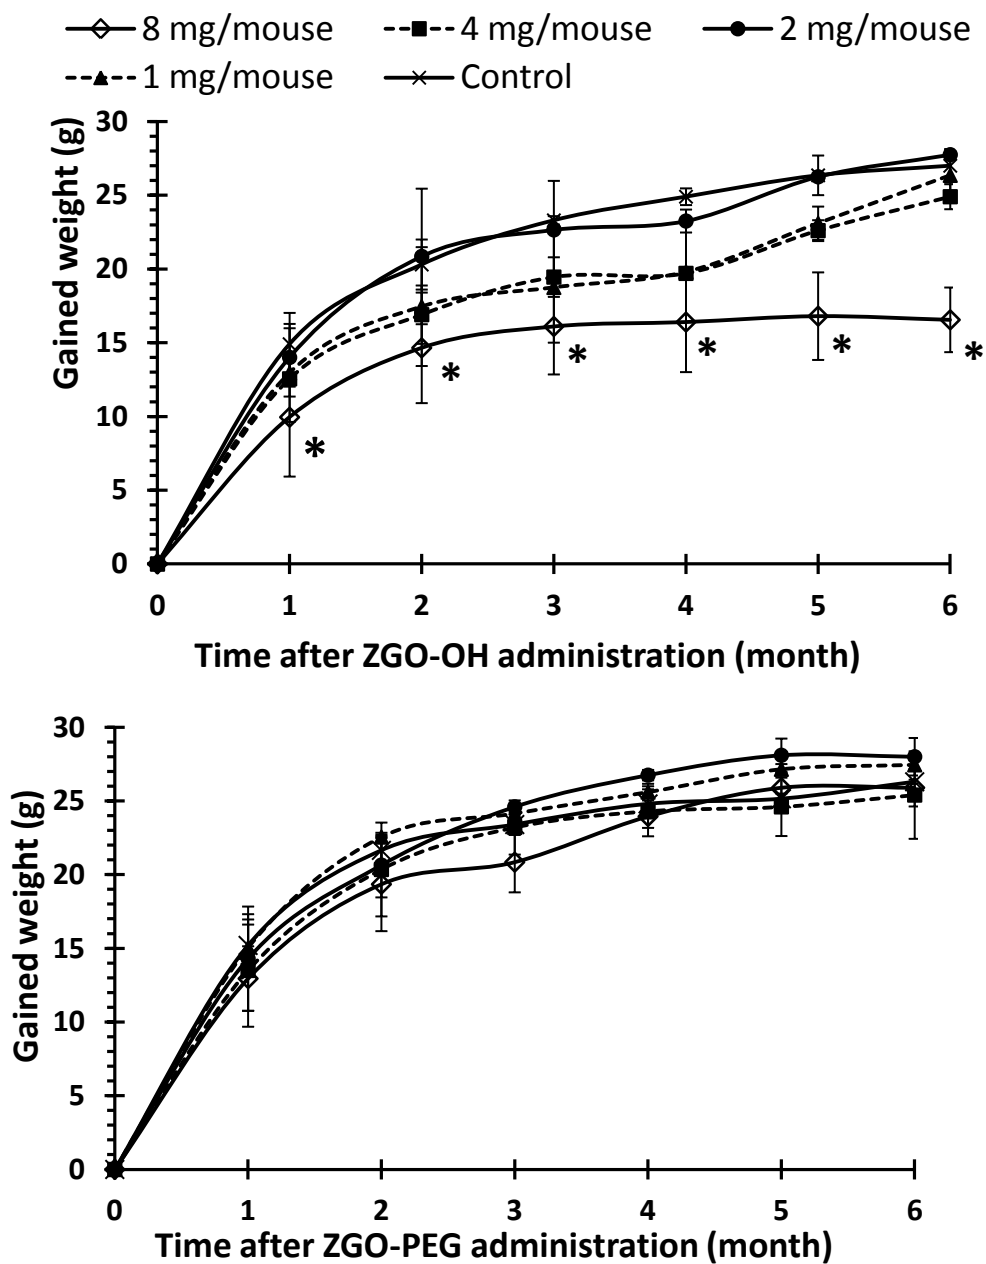 8 mg/mouse 4 mg/mouse 2 mg/mouse
1 mg/mouse Control
Gained weight (g)
30
25
20
15
10
5
0
* * * * * *
0 1 2 3 4 5 6
Time after ZGO-OH administration (month)
Gained weight (g)
30
25
20
15
10
5
0
0 1 2 3 4 5 6
Time after ZGO-PEG administration (month)